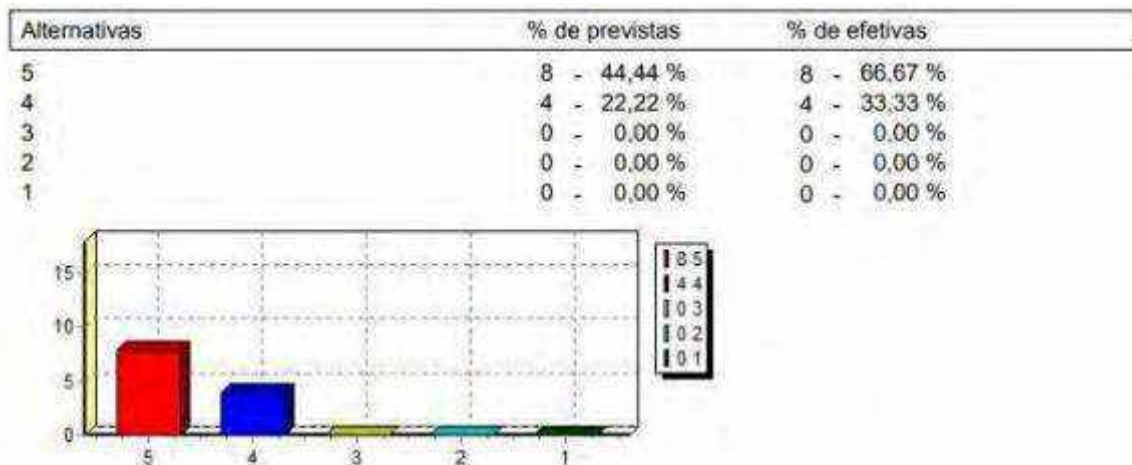 Alternativas % de previstas % de efetivas
5 8 - 44,44 % 8 - 66,67 %
4 4 - 22,22 % 4 - 33,33 %
3 0 - 0,00 % 0 - 0,00 %
2 0 - 0,00 % 0 - 0,00 %
1 0 - 0,00 % 0 - 0,00 %
15
10
5
0
5 4 3 2 1
8 5
4 4
0 3
0 2
0 1